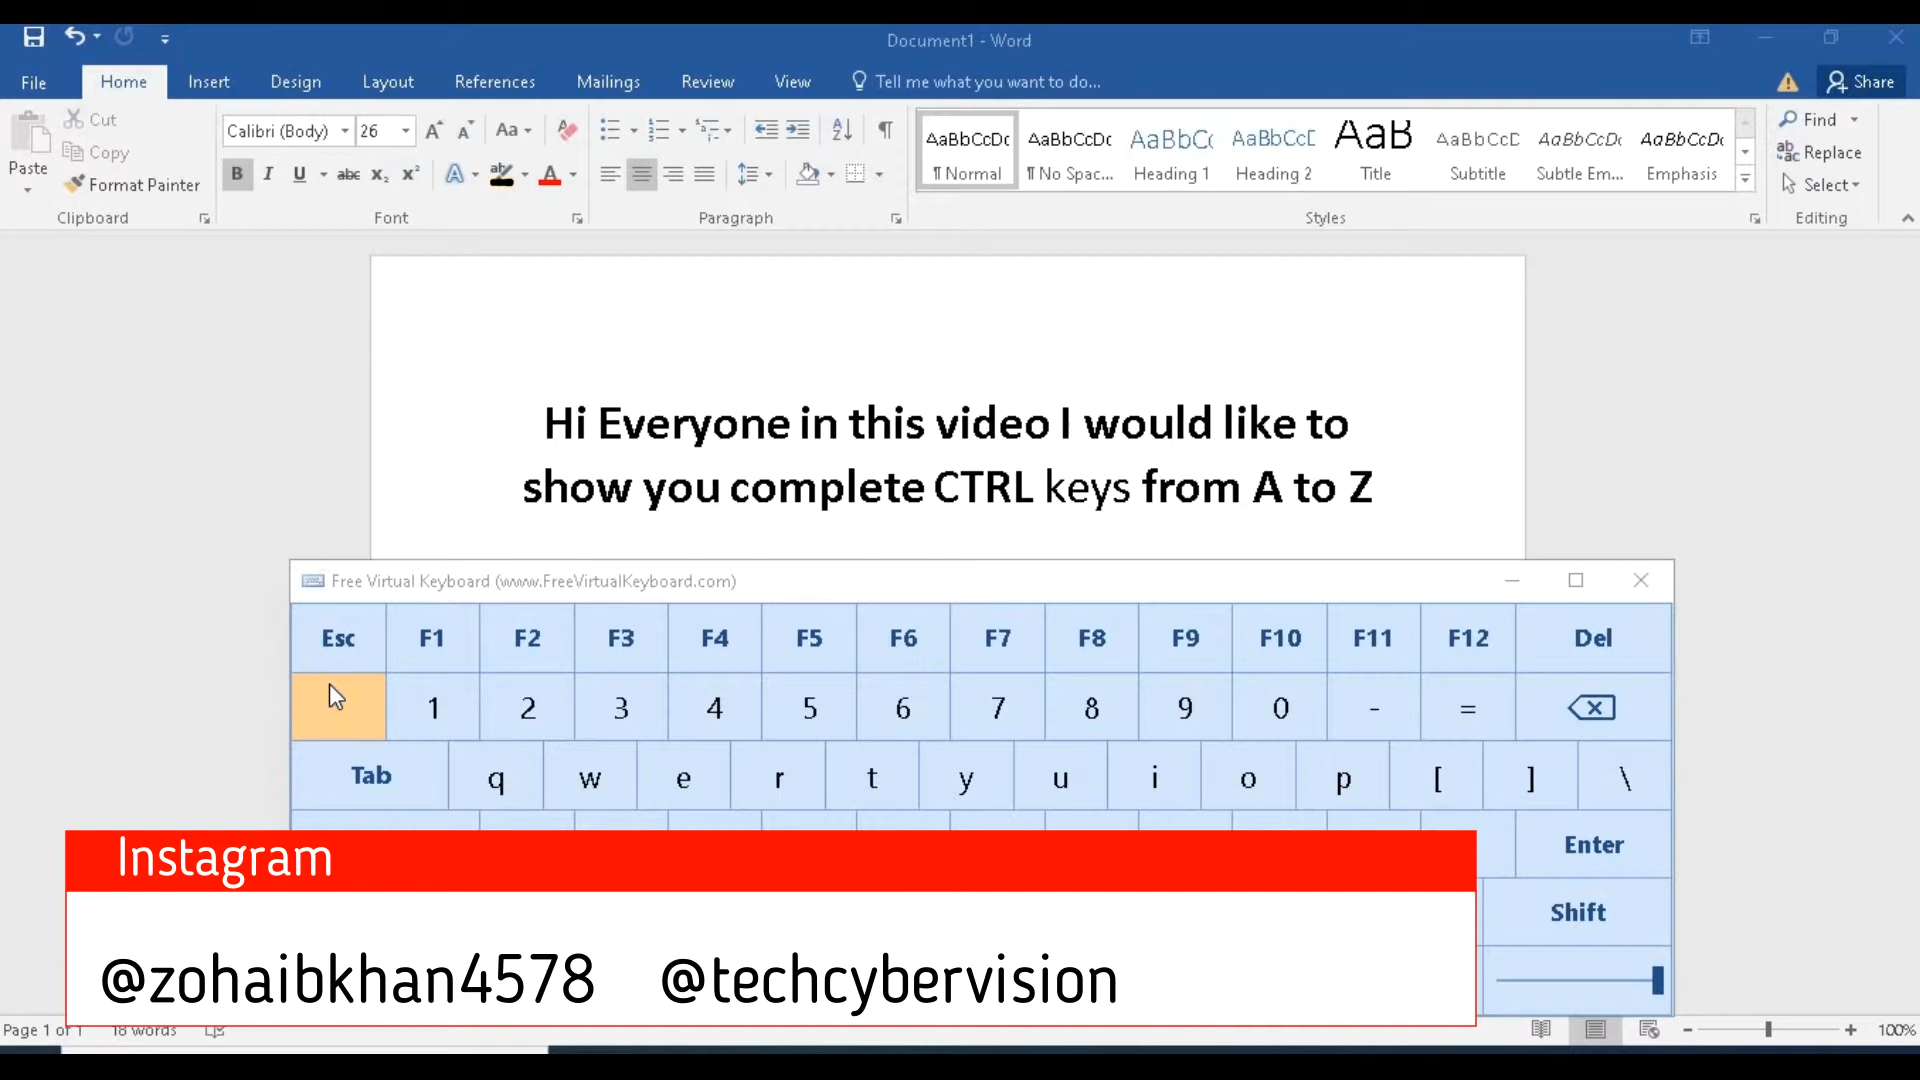 Document1 - Word
File Home Insert Design Layout References Mailings Review View Tell me what you want to do... Share
Cut
Copy
Format Painter
Paste
Clipboard
Calibri (Body) 26 Aa
B I U abc X₂ X² A ab A
Font
Paragraph
AaBbCcDc AaBbCcDc AaBbC( AaBbCcE AaB AaBbCcD AaBbCcDc AaBbCcDc
¶ Normal ¶ No Spac... Heading 1 Heading 2 Title Subtitle Subtle Em... Emphasis
Styles
Find
Replace
Select
Editing
Hi Everyone in this video I would like to
show you complete CTRL keys from A to Z
Free Virtual Keyboard (www.FreeVirtualKeyboard.com)
Esc F1 F2 F3 F4 F5 F6 F7 F8 F9 F10 F11 F12 Del
1 2 3 4 5 6 7 8 9 0 - =
Tab q w e r t y u i o p [ ] \
Enter
Shift
Instagram
@zohaibkhan4578 @techcybervision
Page 1 of 1 18 words 100%